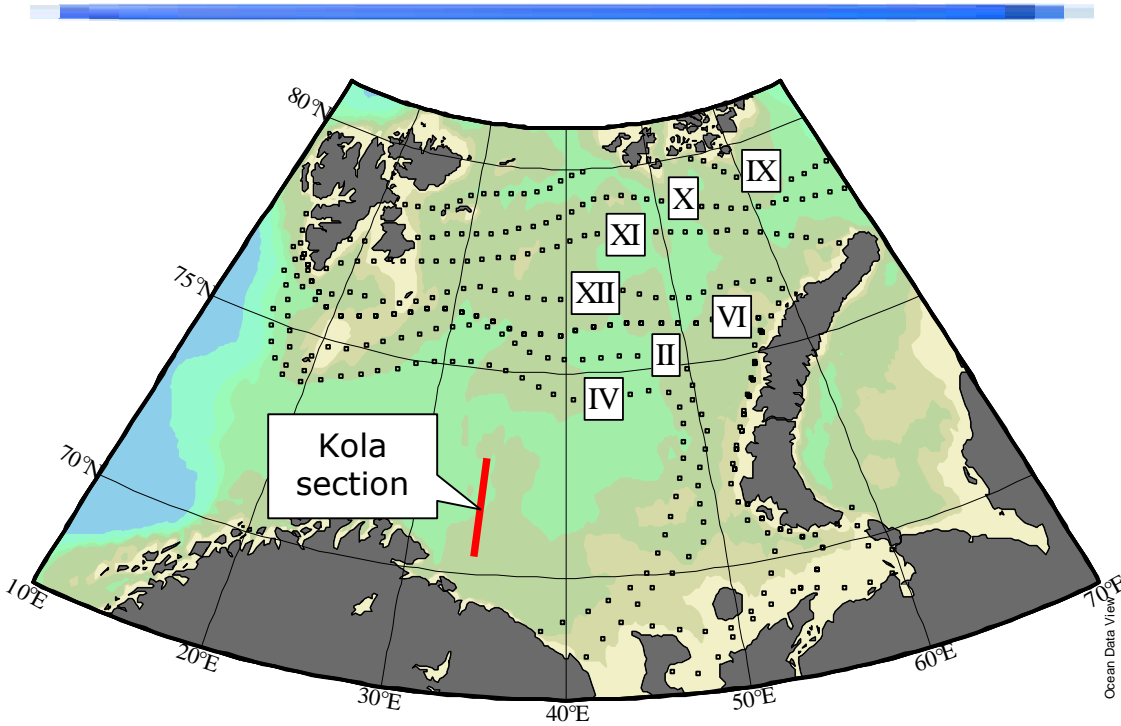 80°N
IX
X
XI
75°N
XII
VI
II
IV
Kola
section
70°N
10°E
20°E
30°E
40°E
50°E
60°E
70°E
Ocean Data View